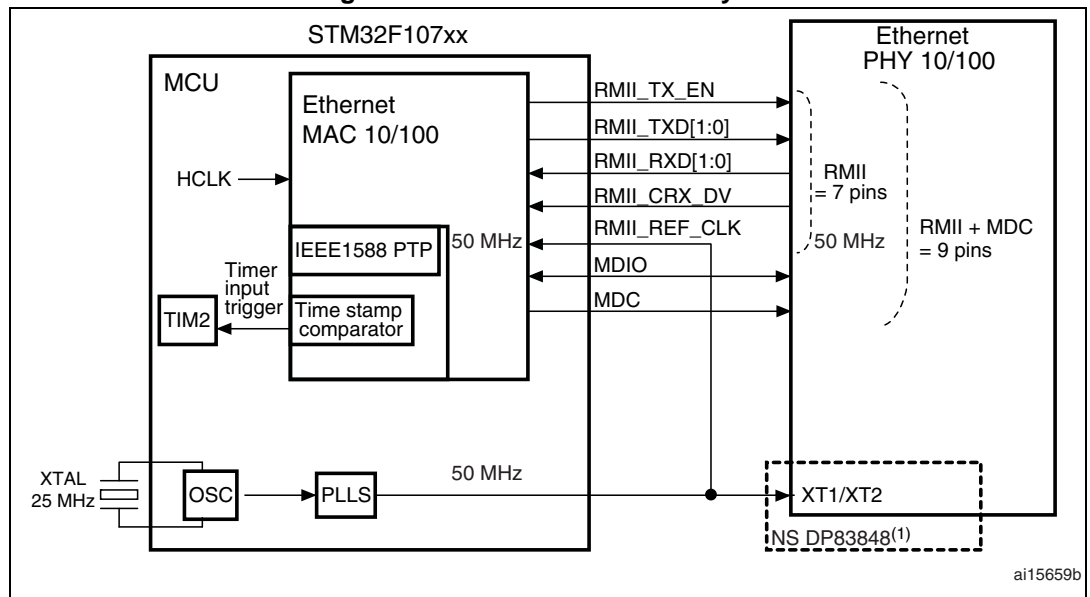 STM32F107xx
Ethernet
PHY 10/100
MCU
Ethernet
MAC 10/100
HCLK
IEEE1588 PTP
50 MHz
Timer
input
trigger
TIM2
Time stamp
comparator
RMII_TX_EN
RMII_TXD[1:0]
RMII_RXD[1:0]
RMII_CRX_DV
RMII_REF_CLK
MDIO
MDC
RMII
= 7 pins
50 MHz
RMII + MDC
= 9 pins
XTAL
25 MHz
OSC
PLLS
50 MHz
XT1/XT2
NS DP83848(1)
ai15659b